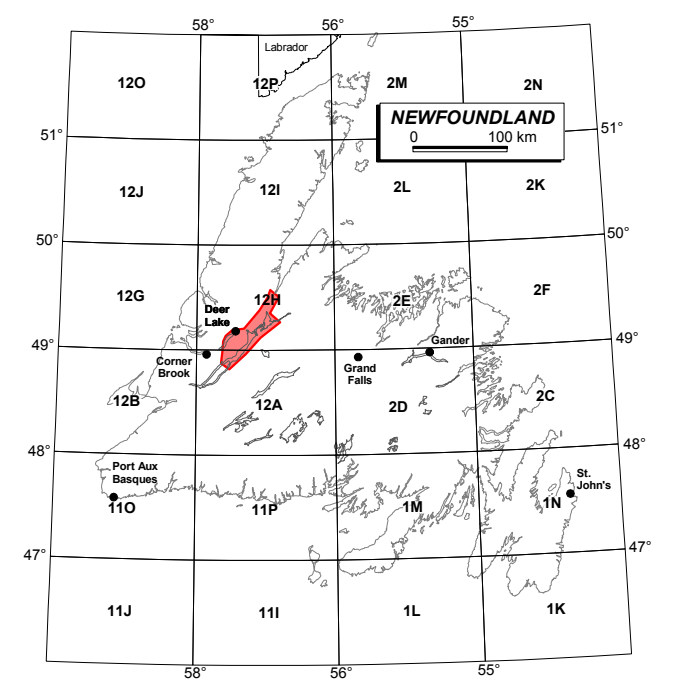 58°
56°
55°
Labrador
12O
12P
2M
2N
NEWFOUNDLAND
0 100 km
51°
51°
12J
12I
2L
2K
50°
50°
12G
12H
2E
2F
Deer
Lake
49°
49°
Gander
Corner
Brook
Grand
Falls
12B
12A
2D
2C
48°
48°
Port Aux
Basques
St.
John's
11O
11P
1M
1N
47°
47°
11J
11I
1L
1K
58°
56°
55°